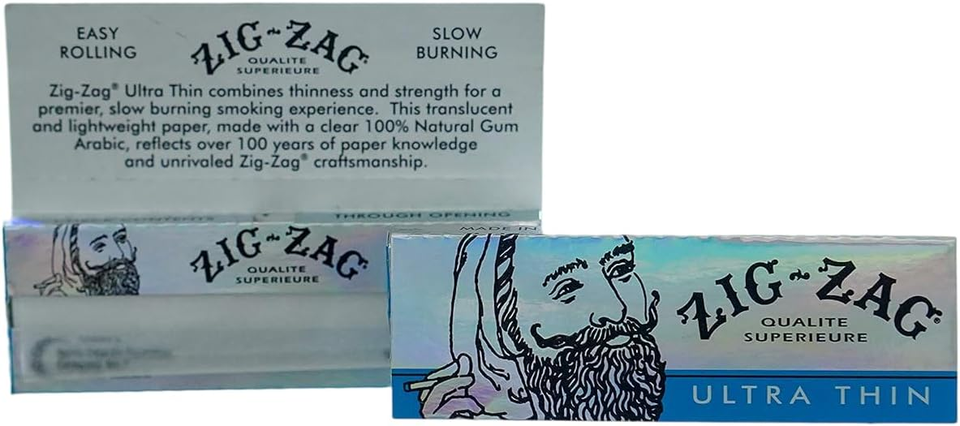 EASY
ROLLING
ZIG-ZAG
QUALITE
SUPERIEURE
SLOW
BURNING
Zig-Zag® Ultra Thin combines thinness and strength for a
premier, slow burning smoking experience. This translucent
and lightweight paper, made with a clear 100% Natural Gum
Arabic, reflects over 100 years of paper knowledge
and unrivaled Zig-Zag® craftsmanship.
THROUGH OPENING
MADE IN
ZIG-ZAG
QUALITE
SUPERIEURE
ZIG-ZAG®
QUALITE
SUPERIEURE
ULTRA THIN